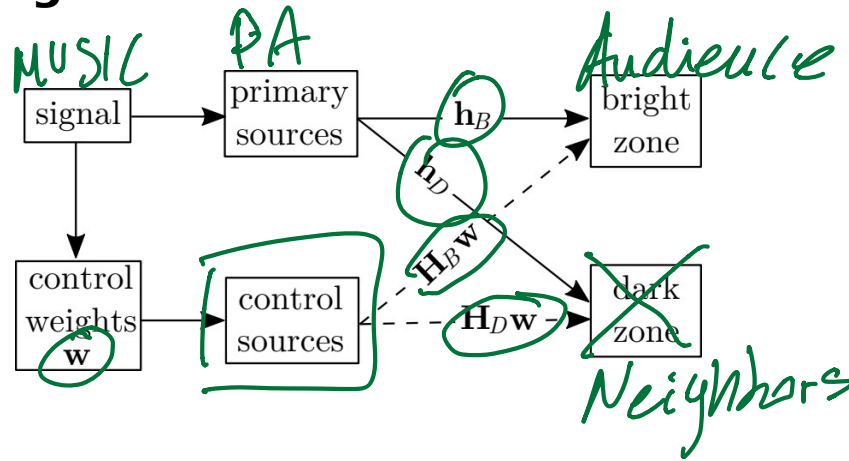 MUSIC
PA
Audience
signal
primary
sources
h_B
bright
zone
h_D
H_B w
control
weights
w
control
sources
H_D w
dark
zone
Neighbors